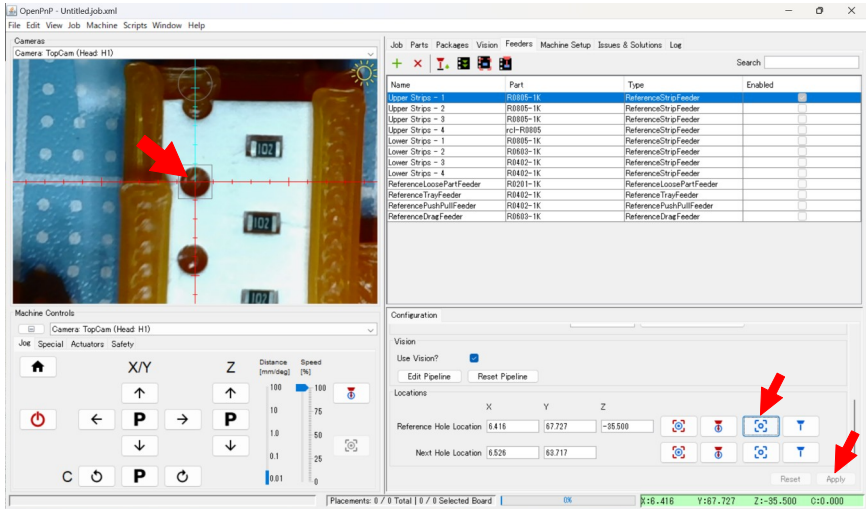 OpenPnP - Untitled.job.xml
File Edit View Job Machine Scripts Window Help
Cameras
Camera: TopCam (Head: H1)
102
102
102
Job Parts Packages Vision Feeders Machine Setup Issues & Solutions Log
Search
Name Part Type Enabled
Upper Strips - 1 R0805-1K ReferenceStripFeeder
Upper Strips - 2 R0805-1K ReferenceStripFeeder
Upper Strips - 3 R0805-1K ReferenceStripFeeder
Upper Strips - 4 rcl-R0805 ReferenceStripFeeder
Lower Strips - 1 R0805-1K ReferenceStripFeeder
Lower Strips - 2 R0603-1K ReferenceStripFeeder
Lower Strips - 3 R0402-1K ReferenceStripFeeder
Lower Strips - 4 R0402-1K ReferenceStripFeeder
ReferenceLoosePartFeeder R0201-1K ReferenceLoosePartFeeder
ReferenceTrayFeeder R0402-1K ReferenceTrayFeeder
ReferencePushPullFeeder R0402-1K ReferencePushPullFeeder
ReferenceDragFeeder R0603-1K ReferenceDragFeeder
Machine Controls
Camera: TopCam (Head: H1)
Jog Special Actuators Safety
X/Y Z
Distance [mm/deg]
Speed [%]
100 100
10 75
1.0 50
0.1 25
0.01 0
P P
C P
Configuration
Vision
Use Vision?
Edit Pipeline Reset Pipeline
Locations
X Y Z
Reference Hole Location 6.416 67.727 -35.500
Next Hole Location 6.526 63.717
Reset Apply
Placements: 0 / 0 Total | 0 / 0 Selected Board 0% X:6.416 Y:67.727 Z:-35.500 C:0.000